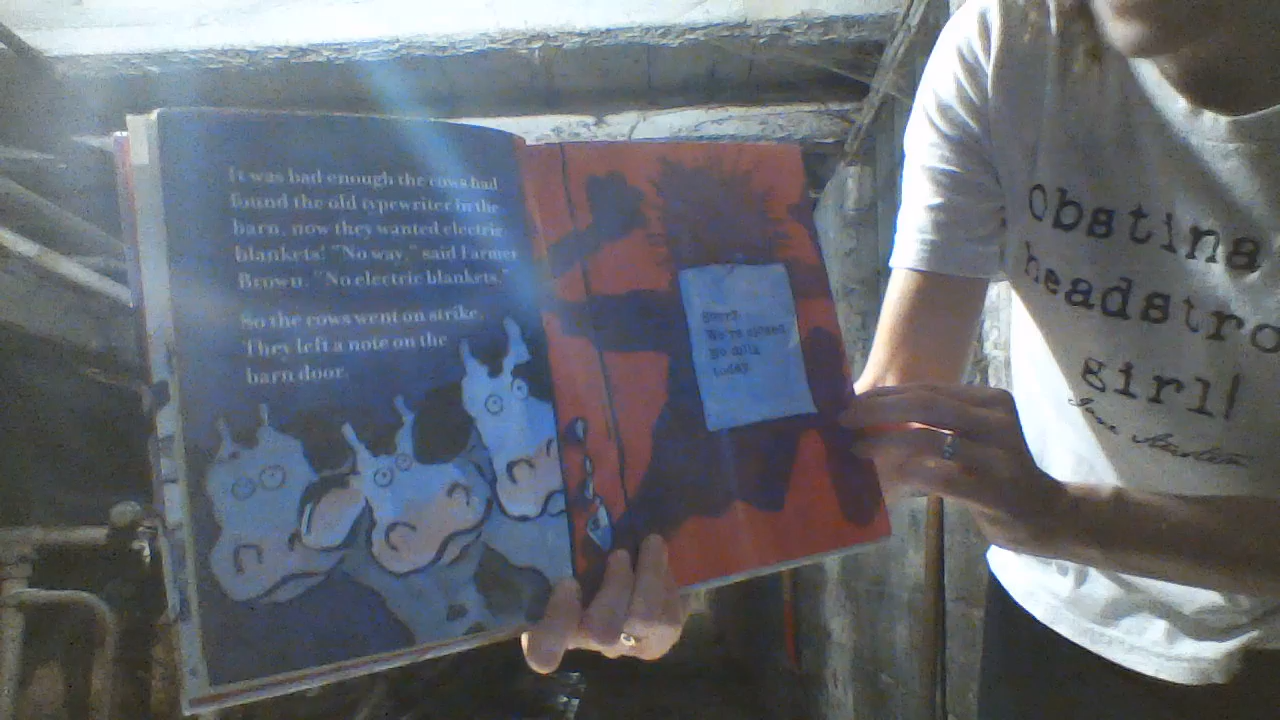 It was bad enough the cows had
found the old typewriter in the
barn, now they wanted electric
blankets! "No way," said Farmer
Brown. "No electric blankets."
So the cows went on strike.
They left a note on the
barn door.
Sorry.
We're closed.
No milk
today.
Obstina
headstro
girl!
Jane Austen